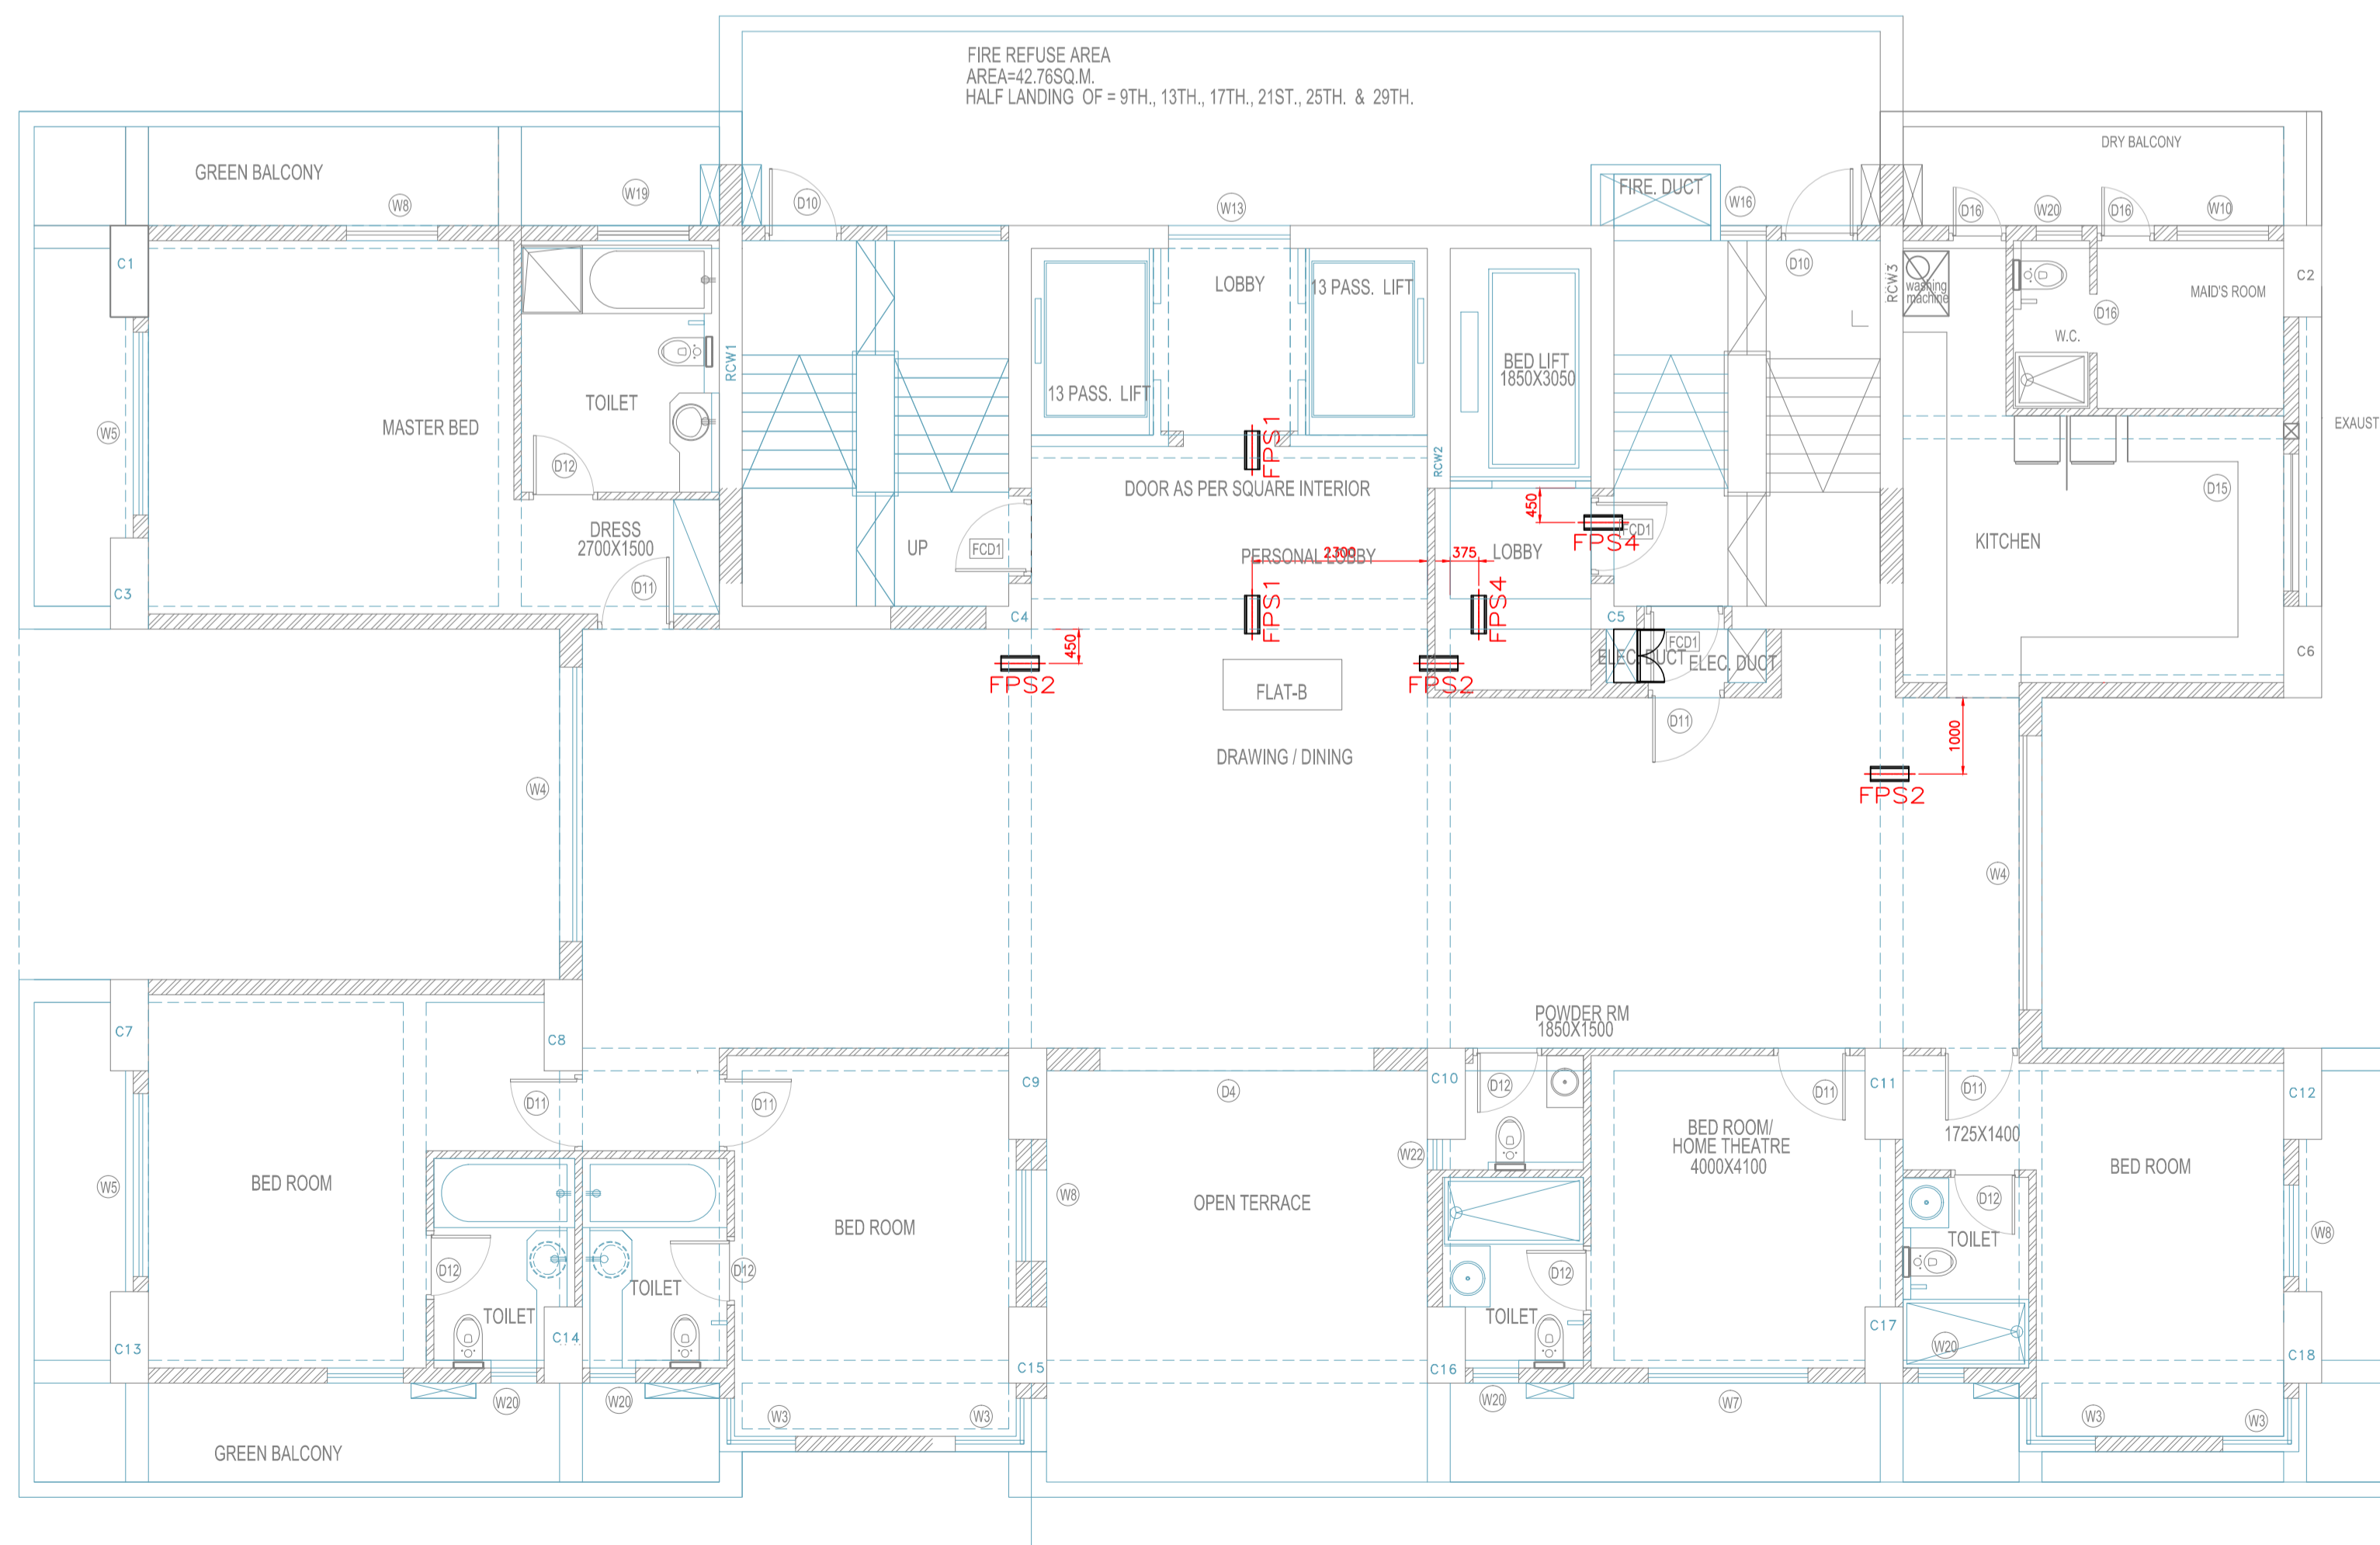 FIRE REFUSE AREA
AREA=42.76SQ.M.
HALF LANDING OF = 9TH., 13TH., 17TH., 21ST., 25TH. & 29TH.
DRY BALCONY
GREEN BALCONY
W8
W19
D10
W13
FIRE. DUCT
W16
D16
W20
D16
W10
C1
LOBBY
13 PASS. LIFT
D10
RCW3
washing
machine
MAID'S ROOM
C2
D16
W.C.
RCW1
BED LIFT
1850X3050
13 PASS. LIFT
TOILET
MASTER BED
W5
EXAUST
FPS1
D12
RCW2
DOOR AS PER SQUARE INTERIOR
D15
450
DRESS
2700X1500
UP
FCD1
FCD1
FPS4
KITCHEN
PERSONAL LOBBY
2300
375
LOBBY
C3
D11
FPS1
FPS4
C4
C5
450
FCD1
ELEC. DUCT
ELEC. DUCT
C6
FPS2
FPS2
FLAT-B
D11
1000
DRAWING / DINING
W4
FPS2
W4
POWDER RM
1850X1500
C7
C8
C9
C10
C11
C12
D11
D11
D4
D12
D11
D11
BED ROOM/
HOME THEATRE
4000X4100
1725X1400
W22
BED ROOM
W5
BED ROOM
W8
OPEN TERRACE
D12
BED ROOM
TOILET
W8
D12
D12
D12
TOILET
TOILET
TOILET
C13
C14
C15
C16
C17
W20
C18
W20
W20
W3
W3
W20
W7
W3
W3
GREEN BALCONY